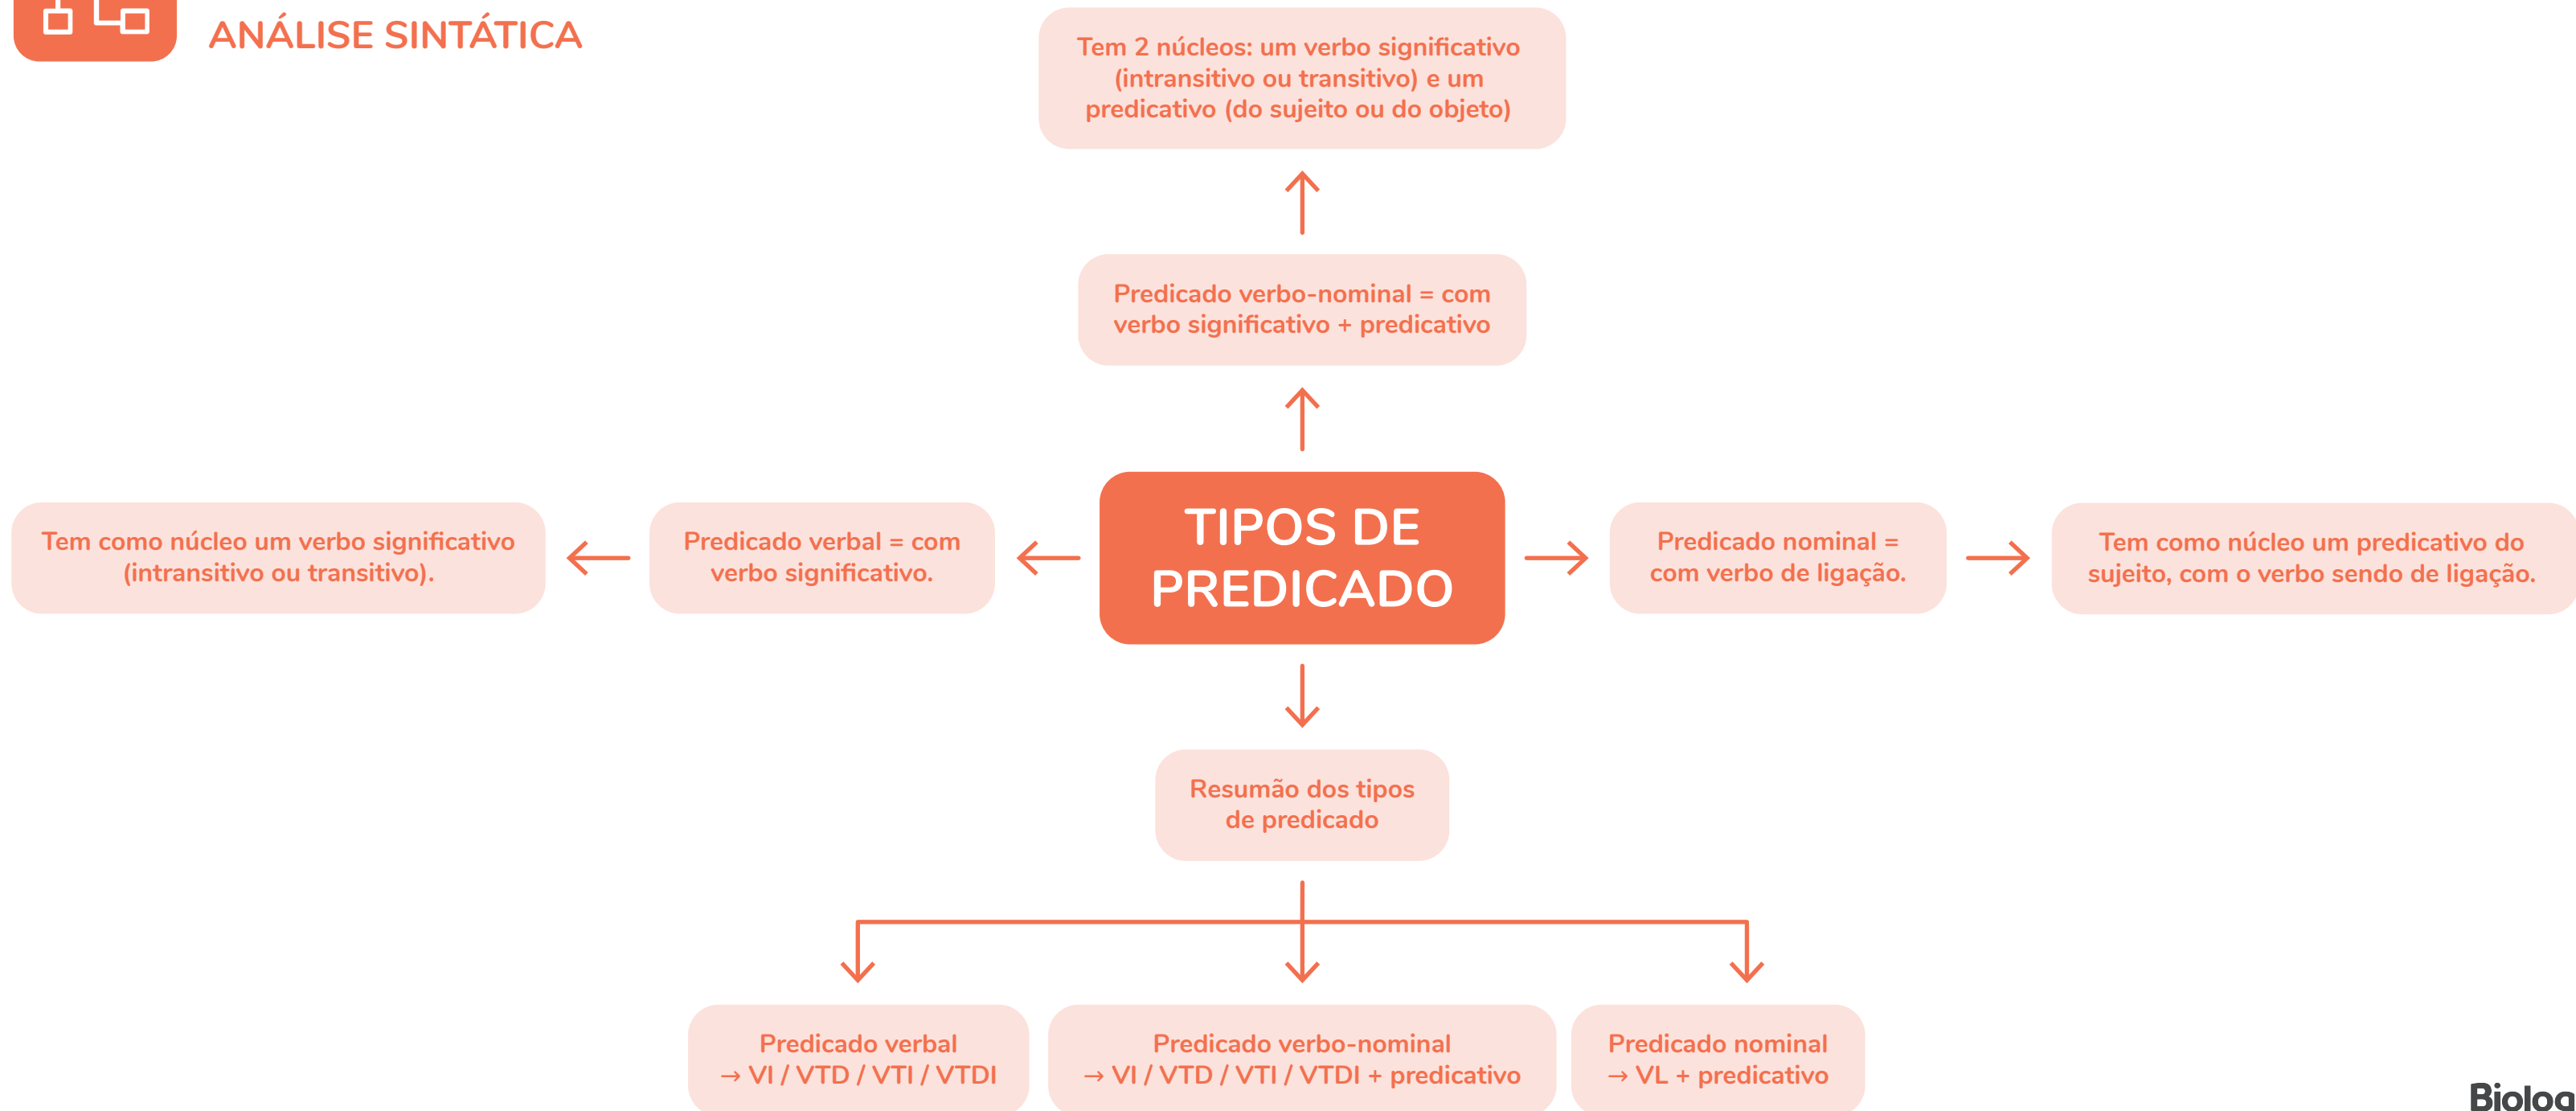 ANÁLISE SINTÁTICA
Tem 2 núcleos: um verbo significativo
(intransitivo ou transitivo) e um
predicativo (do sujeito ou do objeto)
Predicado verbo-nominal = com
verbo significativo + predicativo
Tem como núcleo um verbo significativo
(intransitivo ou transitivo).
Predicado verbal = com
verbo significativo.
TIPOS DE
PREDICADO
Predicado nominal =
com verbo de ligação.
Tem como núcleo um predicativo do
sujeito, com o verbo sendo de ligação.
Resumão dos tipos
de predicado
Predicado verbal
→ VI / VTD / VTI / VTDI
Predicado verbo-nominal
→ VI / VTD / VTI / VTDI + predicativo
Predicado nominal
→ VL + predicativo